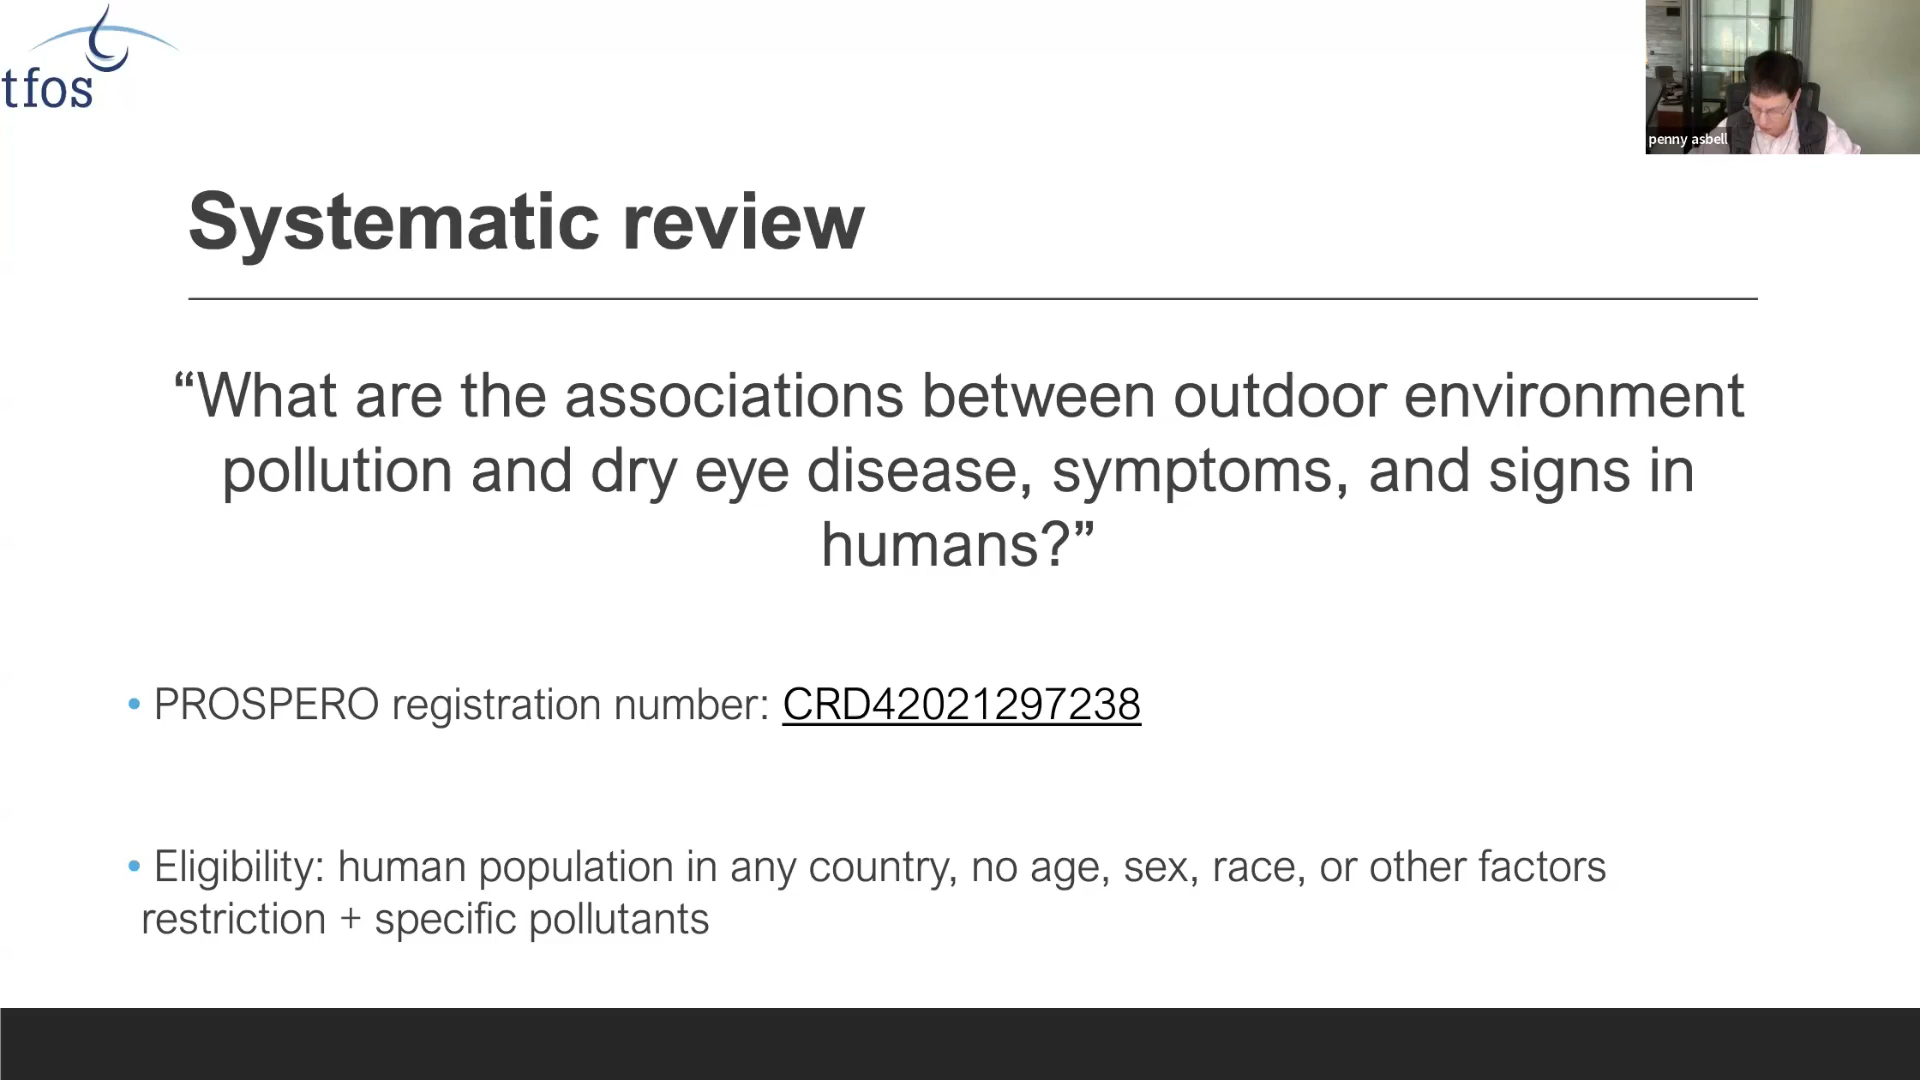 tfos
penny asbell
Systematic review
“What are the associations between outdoor environment
pollution and dry eye disease, symptoms, and signs in
humans?”
• PROSPERO registration number: CRD42021297238
• Eligibility: human population in any country, no age, sex, race, or other factors
restriction + specific pollutants